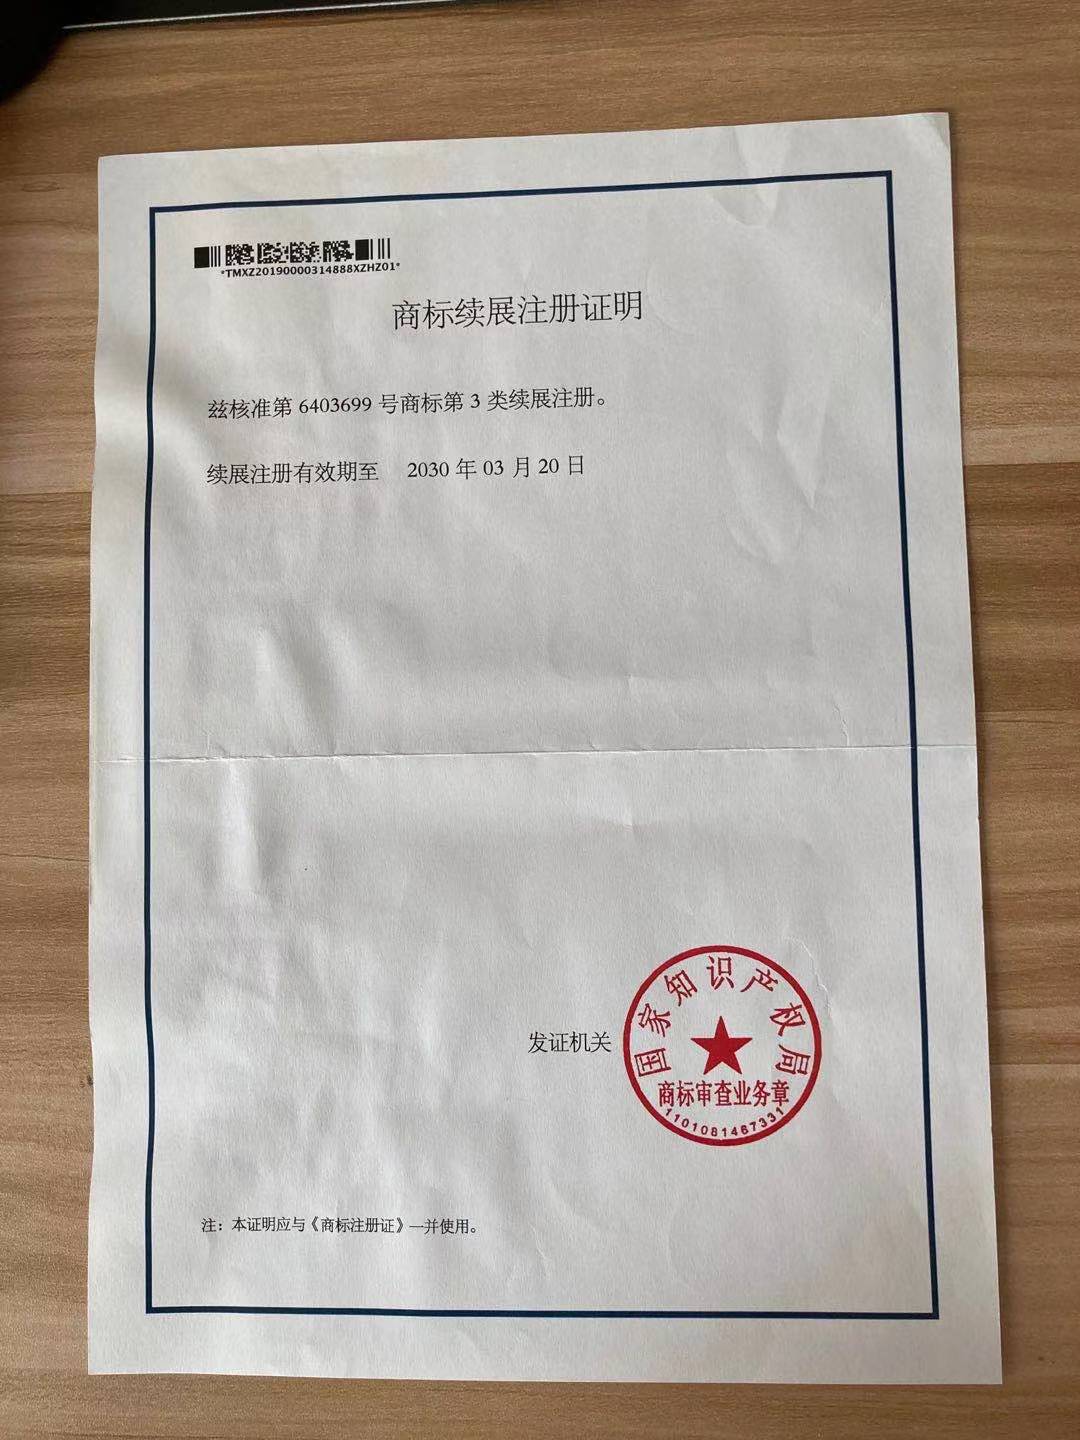 *TMXZ20190000314888XZHZ01*
商标续展注册证明
兹核准第 6403699 号商标第 3 类续展注册。
续展注册有效期至 2030 年 03 月 20 日
国家知识产权局
发证机关
商标审查业务章
1101081467331
注：本证明应与《商标注册证》一并使用。